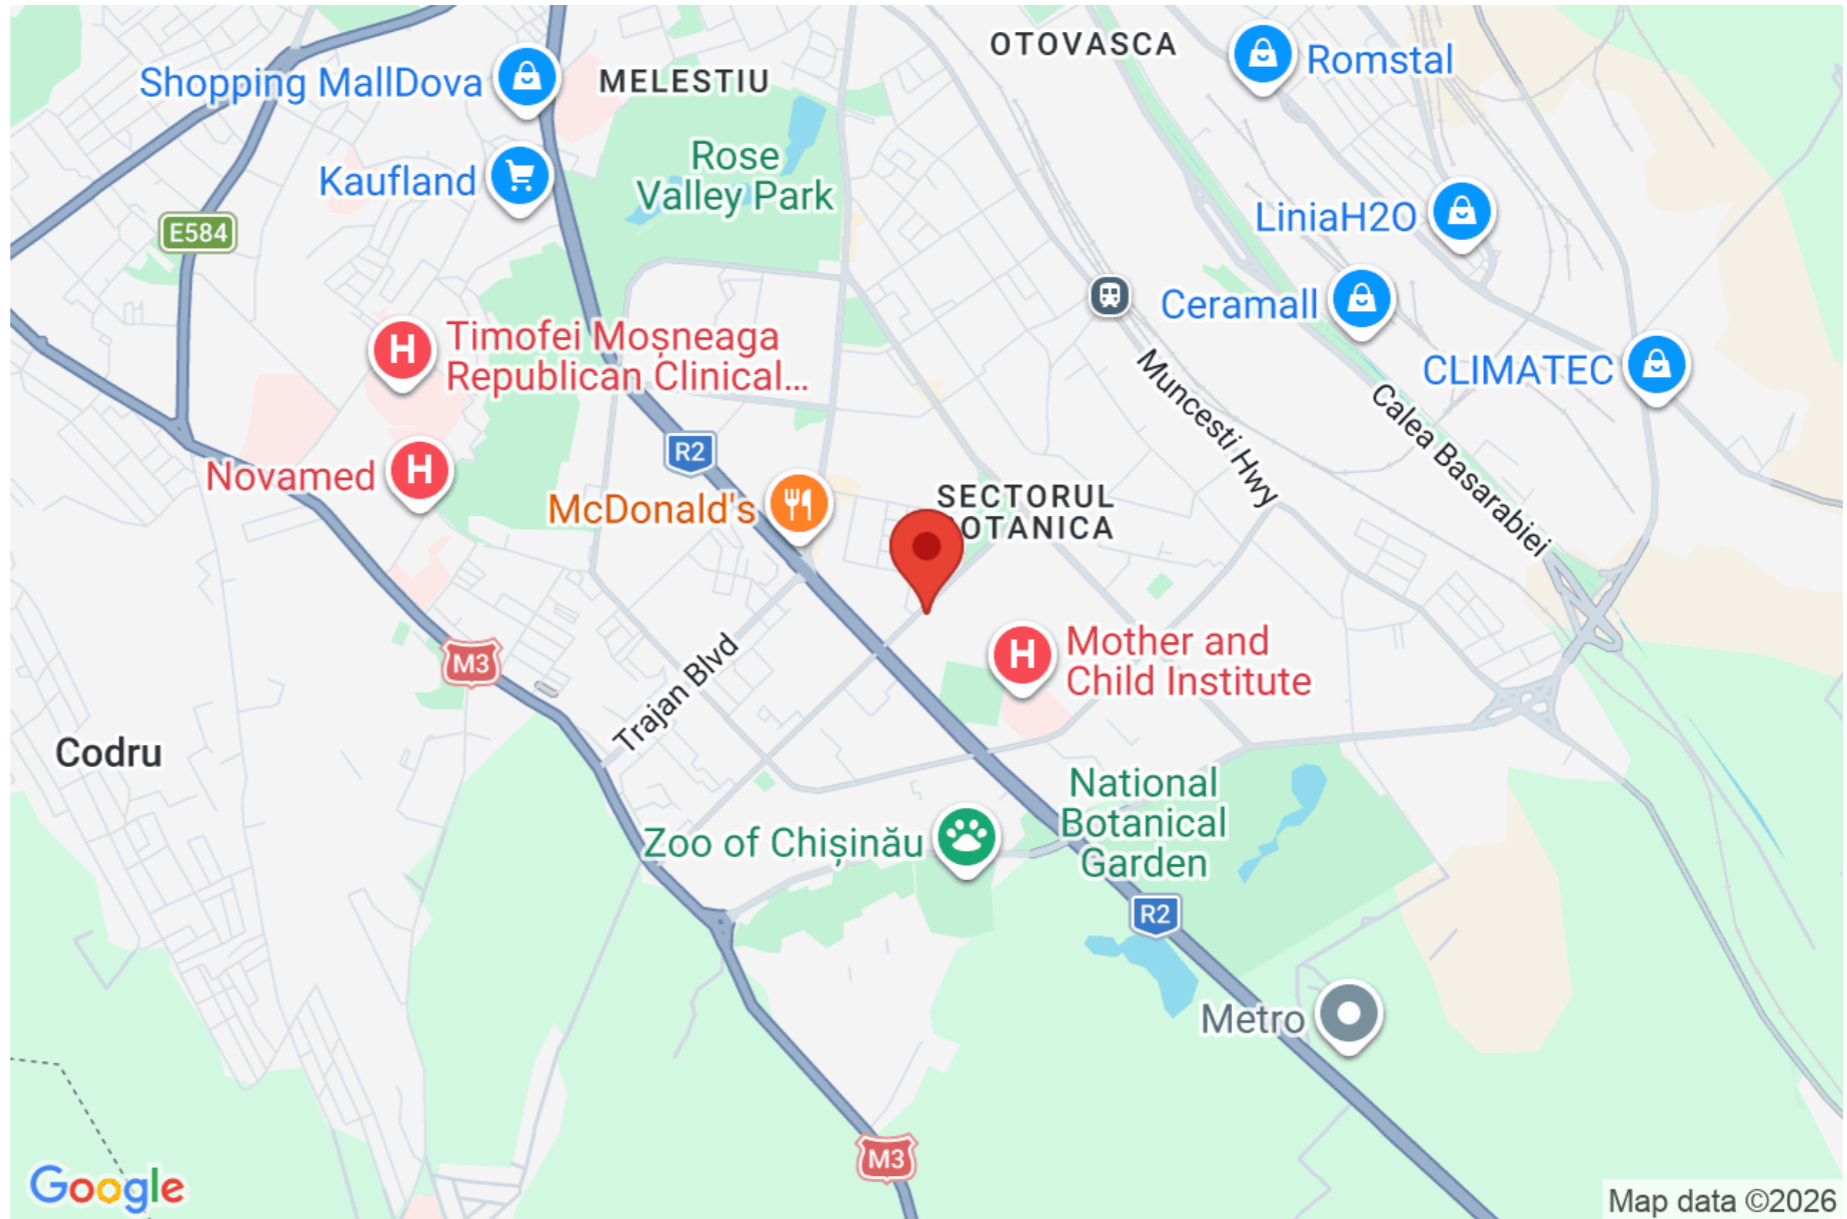 OTOVASCA
Romstal
Shopping MallDova
MELESTIU
Rose
Valley Park
Kaufland
LiniaH2O
E584
Ceramall
Timofei Moșneaga
Republican Clinical...
CLIMATEC
Muncesti Hwy
Calea Basarabiei
R2
Novamed
McDonald's
SECTORUL
OTANICA
Mother and
Child Institute
M3
Trajan Blvd
Codru
National
Botanical
Garden
Zoo of Chișinău
R2
Metro
M3
Google
Map data ©2026